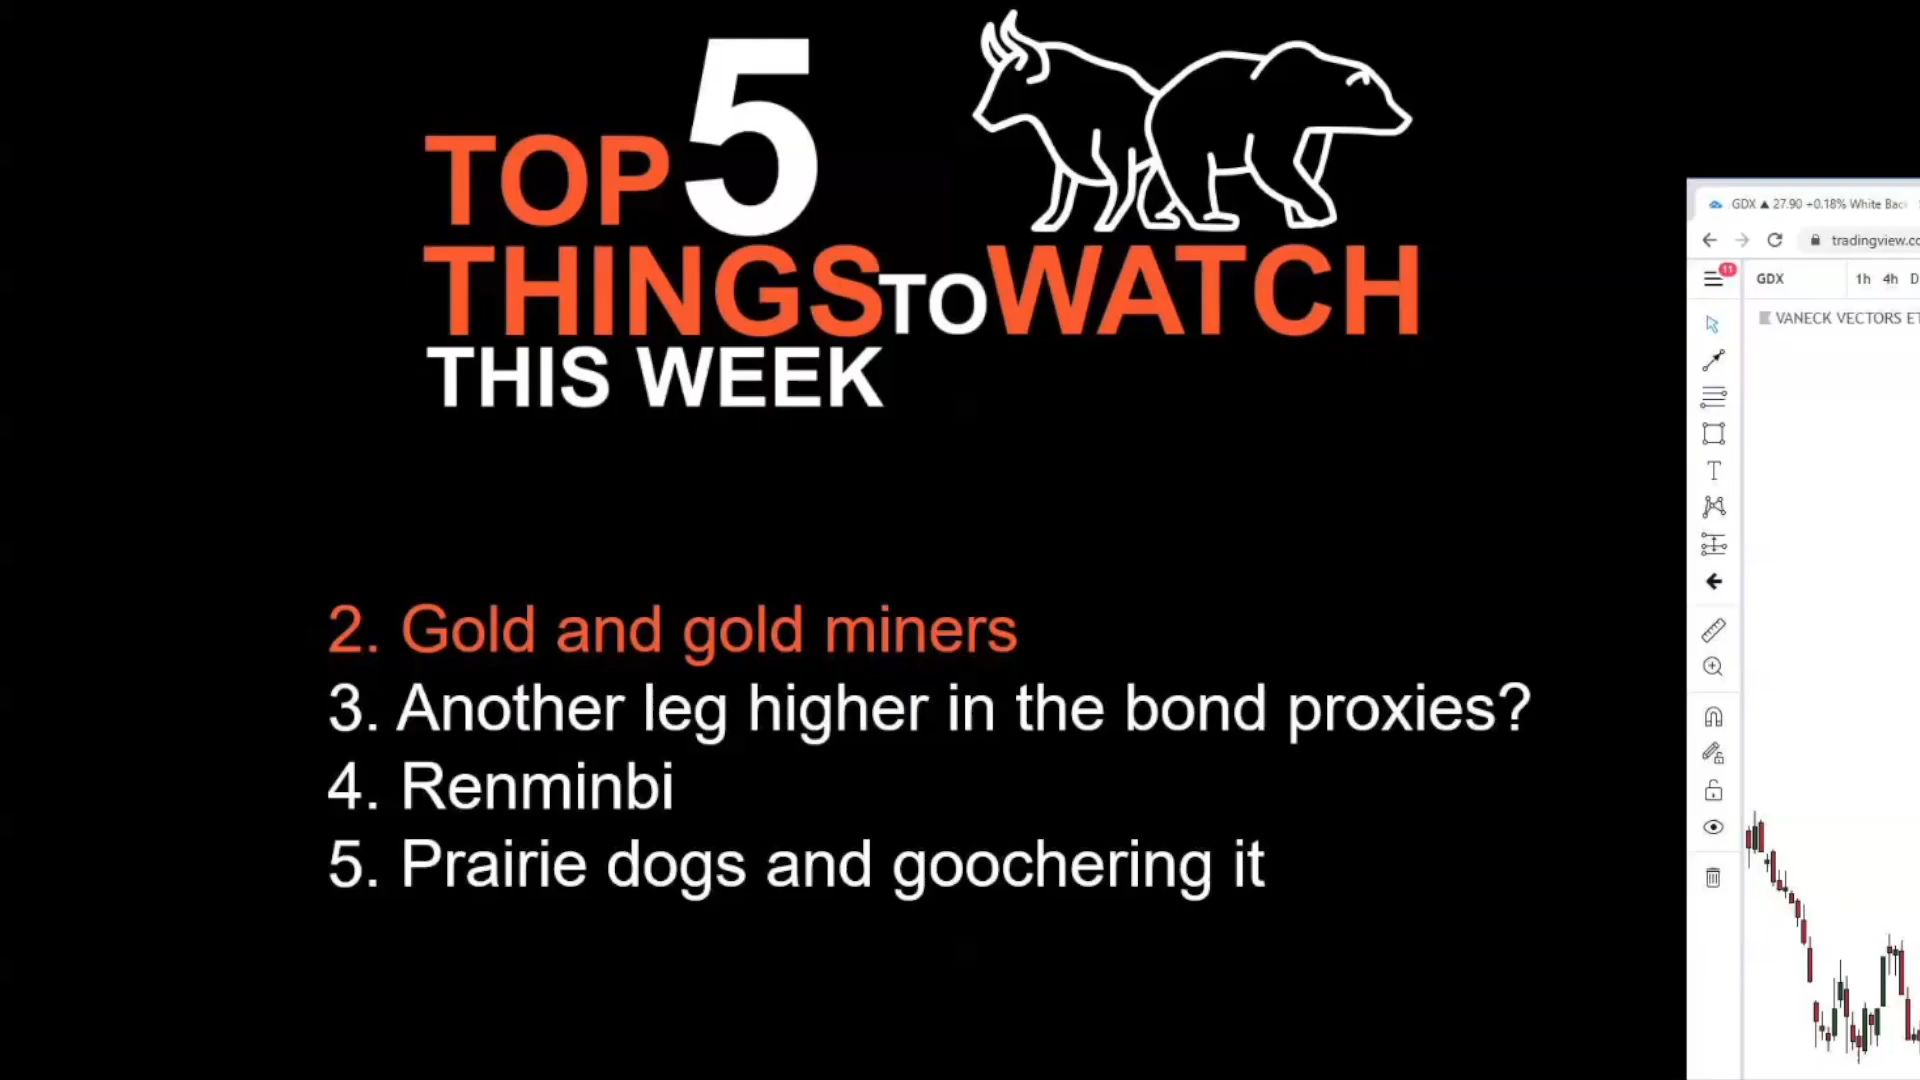 TOP 5
THINGS TO WATCH
THIS WEEK
2. Gold and gold miners
3. Another leg higher in the bond proxies?
4. Renminbi
5. Prairie dogs and goochering it
GDX ▲ 27.90 +0.18% White Bac
tradingview.co
11
GDX 1h 4h D
VANECK VECTORS ET